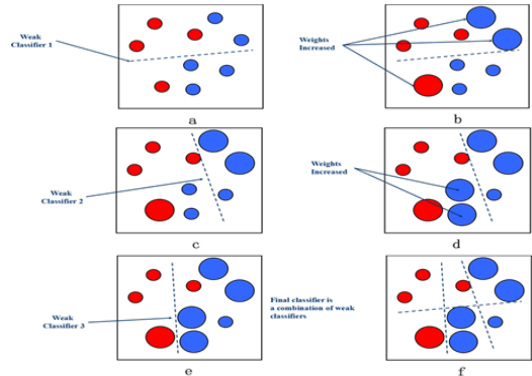 Weak
Classifier 1
a
Weights
Increased
b
Weak
Classifier 2
c
Weights
Increased
d
Weak
Classifier 3
e
Final classifier is
a combination of weak
classifiers
f